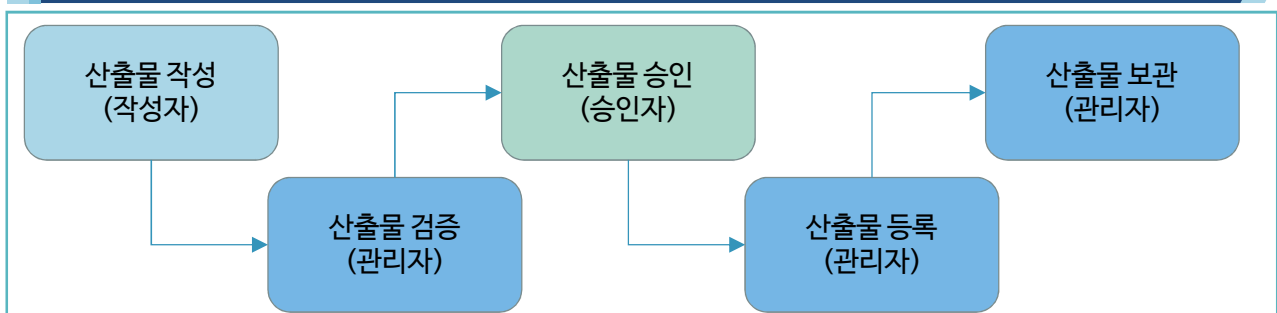 산출물 작성
(작성자)
산출물 검증
(관리자)
산출물 승인
(승인자)
산출물 등록
(관리자)
산출물 보관
(관리자)